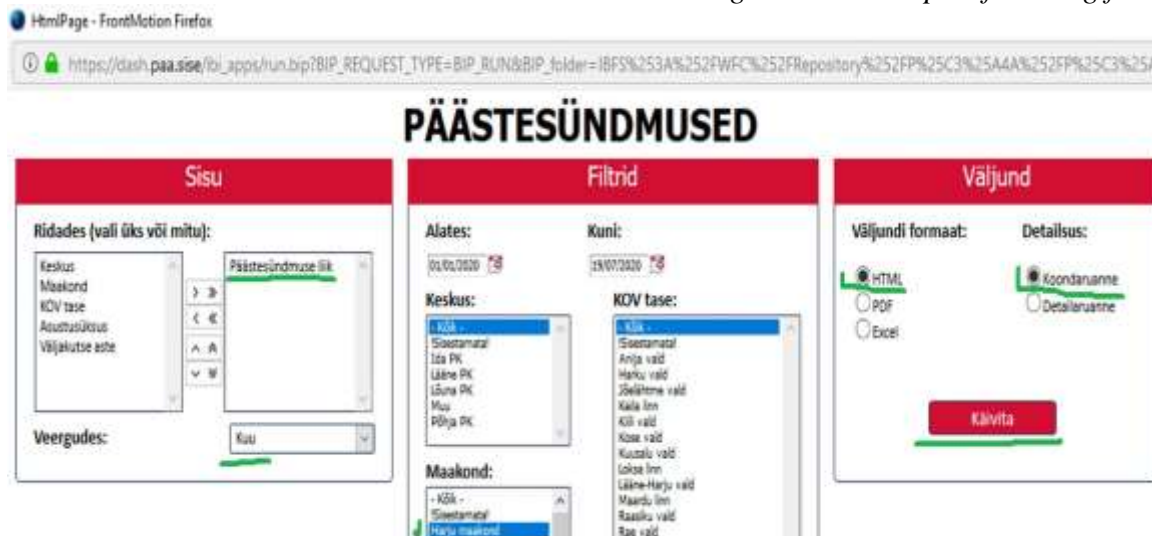 HtmlPage - FrontMotion Firefox
https://dash.paa.sise/ibi_apps/run.bip?BIP_REQUEST_TYPE=BIP_RUN&BIP_folder=IBFS%253A%252FWFC%252FRepository%252FP%25C3%25A4A%252FP%25C3%25A
PÄÄSTESÜNDMUSED
Sisu
Ridades (vali üks või mitu):
Keskus
Maakond
KOV tase
Asustusüksus
Väljakutse aste
Päästesündmuse liik
Veergudes:
Kuu
Filtrid
Alates:
Kuni:
01/01/2020
19/07/2020
Keskus:
- Kõik -
!Sisestamata!
Ida PK
Lääne PK
Lõuna PK
Muu
Põhja PK
Maakond:
- Kõik -
!Sisestamata!
Harju maakond
KOV tase:
- Kõik -
!Sisestamata!
Anija vald
Harku vald
Jõelähtme vald
Keila linn
Kiili vald
Kose vald
Kuusalu vald
Loksa linn
Lääne-Harju vald
Maardu linn
Raasiku vald
Rae vald
Väljund
Väljundi formaat:
HTML
PDF
Excel
Detailsus:
Koondaruanne
Detailaruanne
Käivita